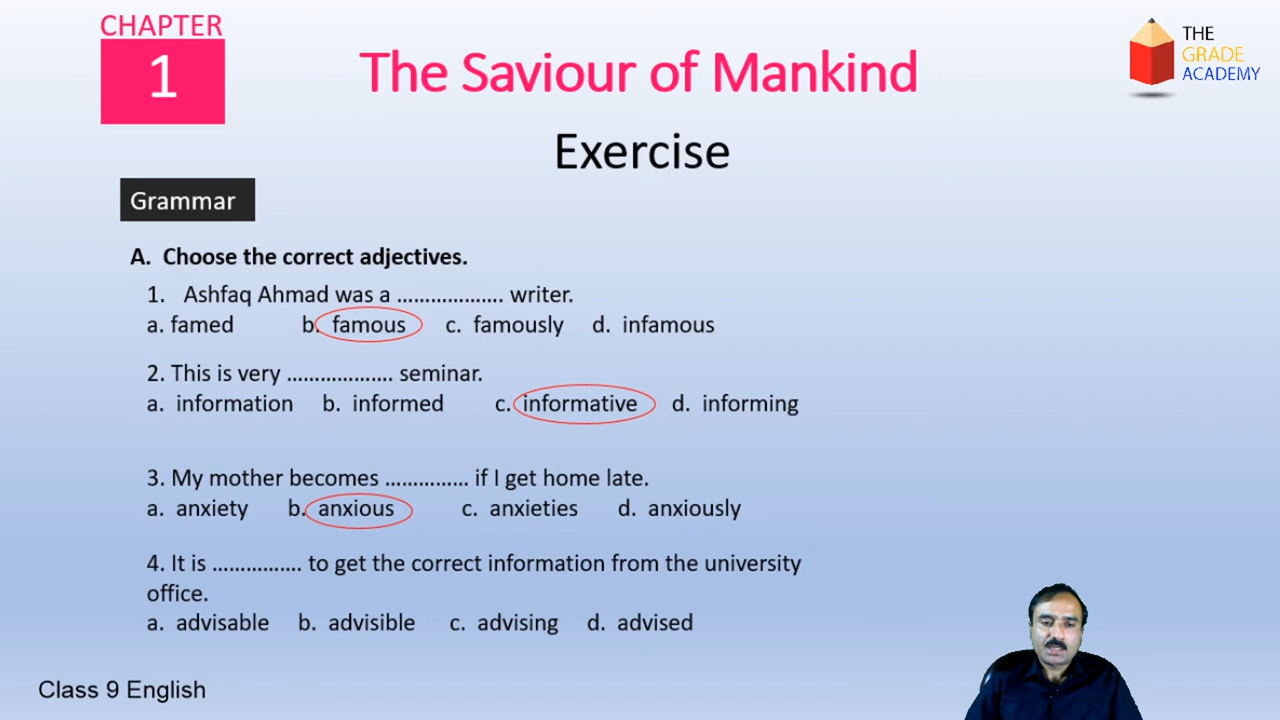 CHAPTER
1
The Saviour of Mankind
THE
GRADE
ACADEMY
Exercise
Grammar
A. Choose the correct adjectives.
1. Ashfaq Ahmad was a ………………. writer.
a. famed b. famous c. famously d. infamous
2. This is very ………………. seminar.
a. information b. informed c. informative d. informing
3. My mother becomes …………… if I get home late.
a. anxiety b. anxious c. anxieties d. anxiously
4. It is ……………. to get the correct information from the university
office.
a. advisable b. advisible c. advising d. advised
Class 9 English